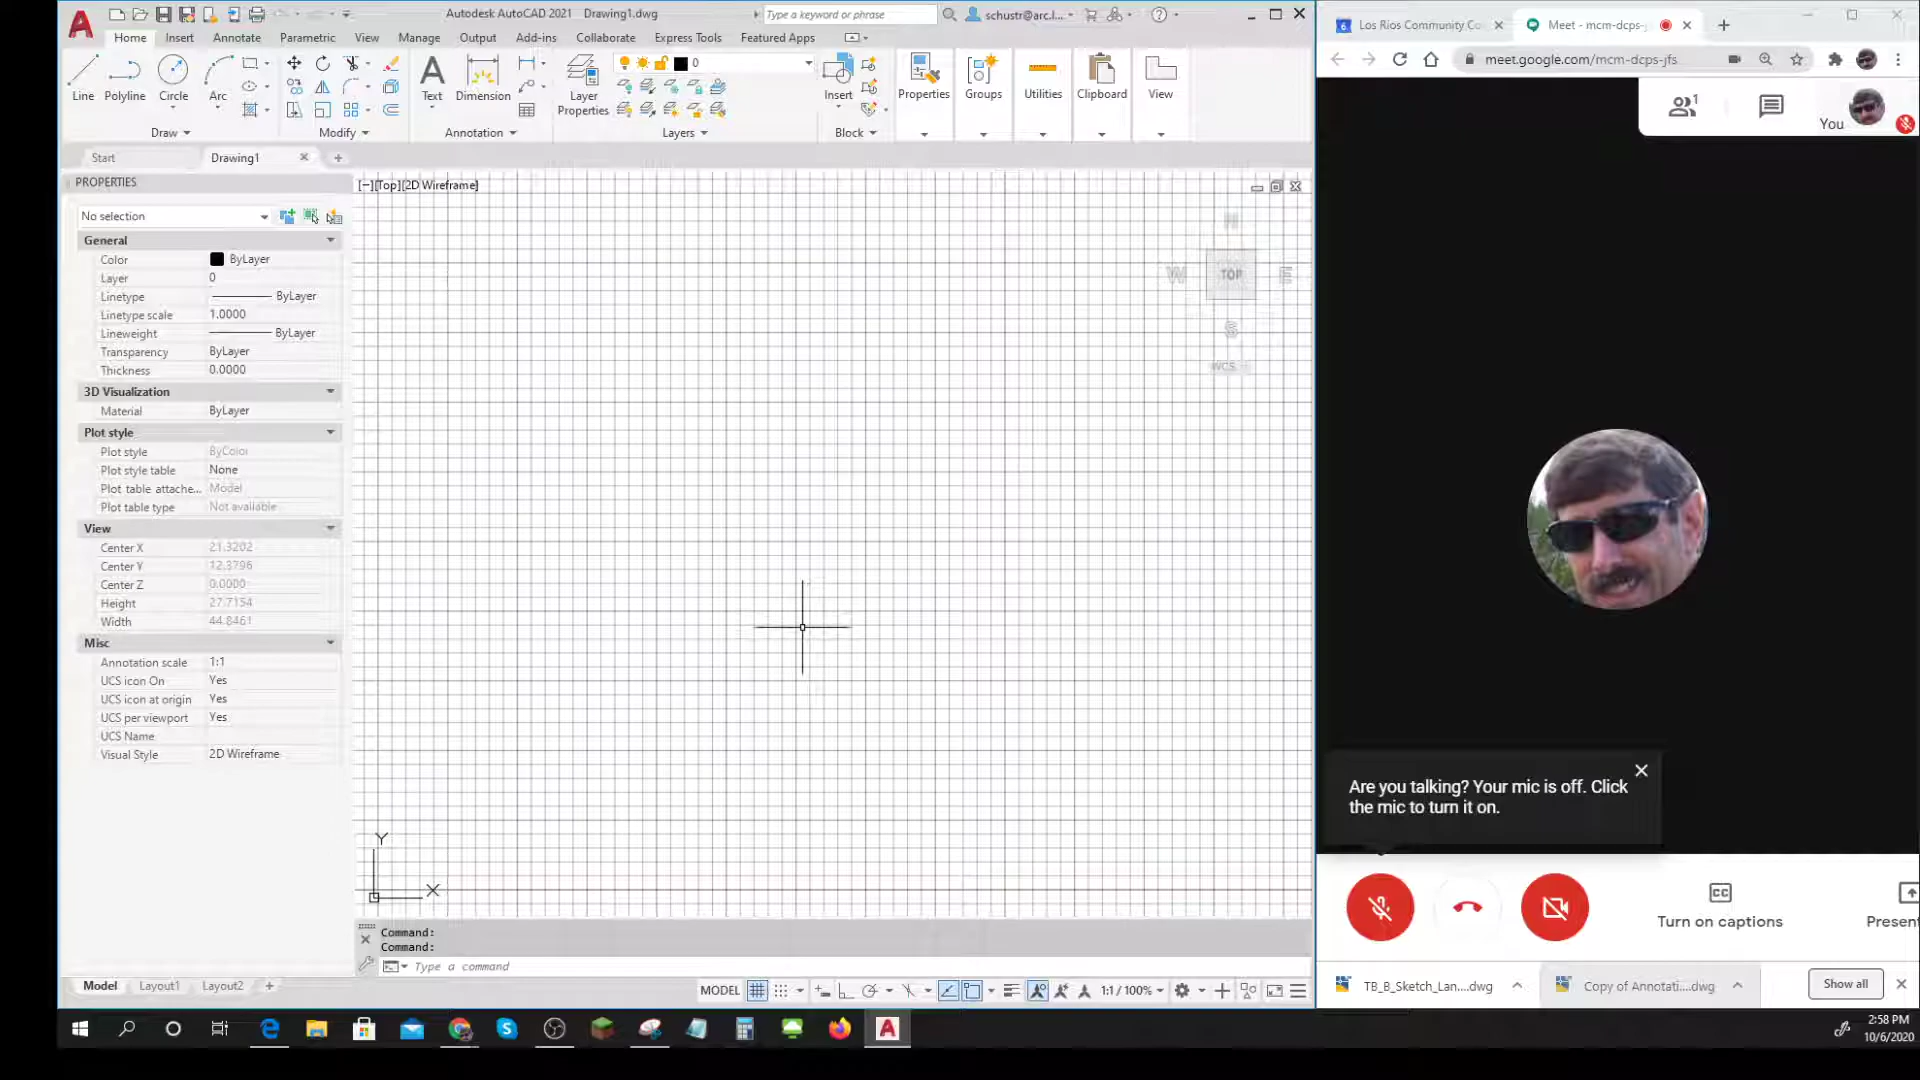 Autodesk AutoCAD 2021 Drawing1.dwg
Type a keyword or phrase
schustr@arc.l...
Home Insert Annotate Parametric View Manage Output Add-ins Collaborate Express Tools Featured Apps
0
Line Polyline Circle Arc
Text Dimension
Layer
Properties
Insert
Properties Groups Utilities Clipboard View
Draw Modify Annotation Layers Block
Start Drawing1
PROPERTIES
No selection
General
Color ByLayer
Layer 0
Linetype ByLayer
Linetype scale 1.0000
Lineweight ByLayer
Transparency ByLayer
Thickness 0.0000
3D Visualization
Material ByLayer
Plot style
Plot style ByColor
Plot style table None
Plot table attache... Model
Plot table type Not available
View
Center X 21.3202
Center Y 12.3796
Center Z 0.0000
Height 27.7154
Width 44.8461
Misc
Annotation scale 1:1
UCS icon On Yes
UCS icon at origin Yes
UCS per viewport Yes
UCS Name
Visual Style 2D Wireframe
[−][Top][2D Wireframe]
N
W TOP E
S
WCS
Y
X
Command:
Command:
Type a command
Model Layout1 Layout2
MODEL
1:1 / 100%
Los Rios Community Co
Meet - mcm-dcps-j
meet.google.com/mcm-dcps-jfs
1
You
Are you talking? Your mic is off. Click
the mic to turn it on.
Turn on captions
Present
TB_B_Sketch_Lan....dwg
Copy of Annotati....dwg
Show all
2:58 PM
10/6/2020